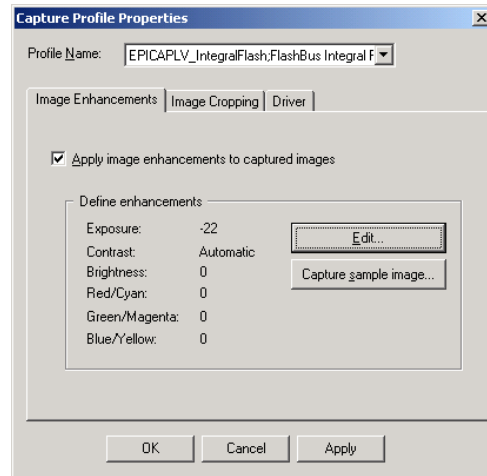 Capture Profile Properties
Profile Name: EPICAPLV_IntegralFlash;FlashBus Integral F
Image Enhancements Image Cropping Driver
Apply image enhancements to captured images
Define enhancements
Exposure: -22
Edit...
Contrast: Automatic
Brightness: 0
Capture sample image...
Red/Cyan: 0
Green/Magenta: 0
Blue/Yellow: 0
OK Cancel Apply